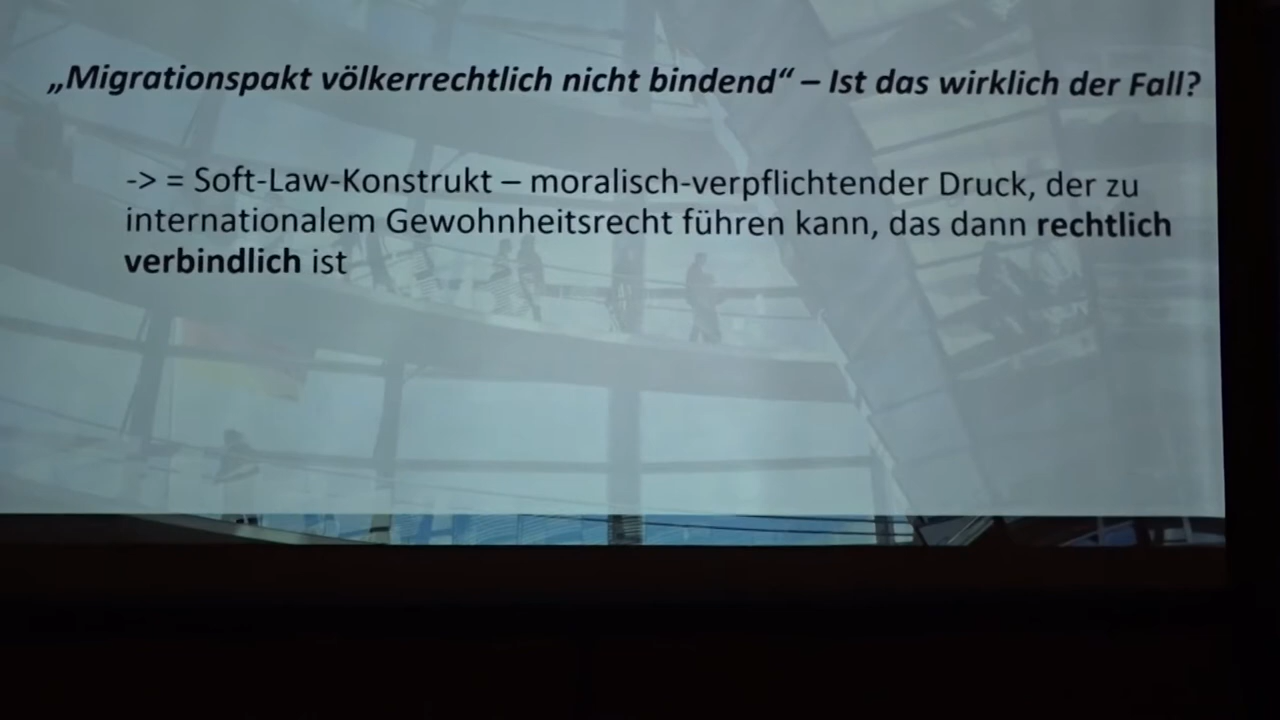 „Migrationspakt völkerrechtlich nicht bindend“ – Ist das wirklich der Fall?
-> = Soft-Law-Konstrukt – moralisch-verpflichtender Druck, der zu
internationalem Gewohnheitsrecht führen kann, das dann rechtlich
verbindlich ist